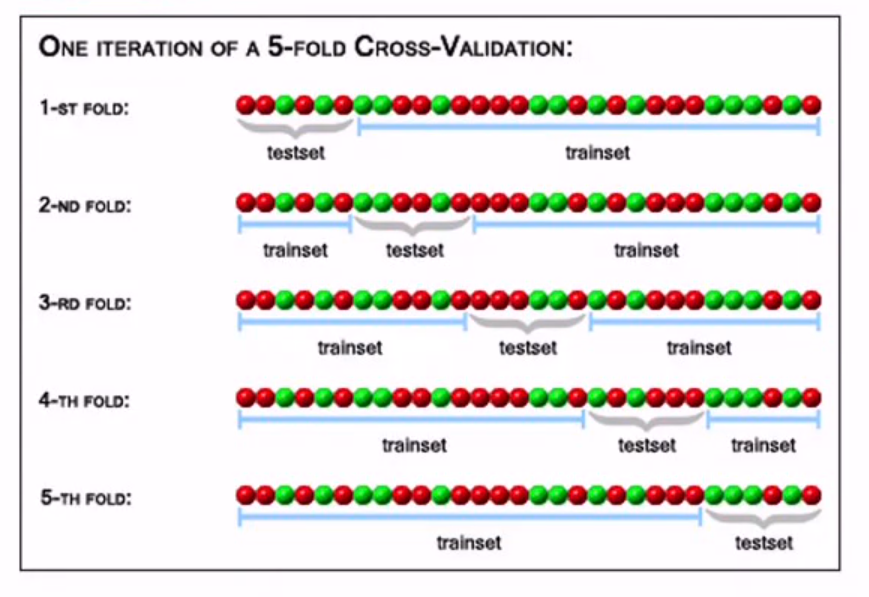 ONE ITERATION OF A 5-FOLD CROSS-VALIDATION:
1-ST FOLD:
testset trainset
2-ND FOLD:
trainset testset trainset
3-RD FOLD:
trainset testset trainset
4-TH FOLD:
trainset testset trainset
5-TH FOLD:
trainset testset